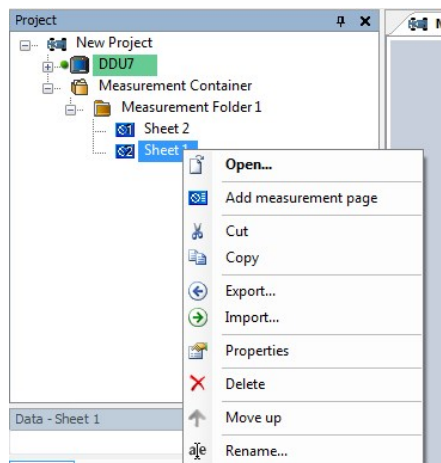 Project
New Project
DDU7
Measurement Container
Measurement Folder 1
Sheet 2
Sheet 1
Open...
Add measurement page
Cut
Copy
Export...
Import...
Properties
Delete
Data - Sheet 1
Move up
Rename...